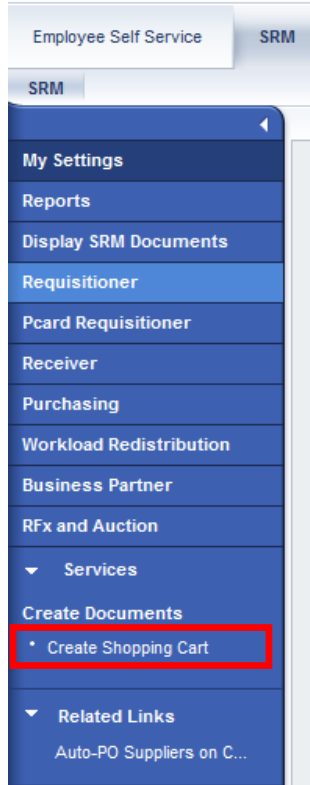 Employee Self Service SRM
SRM
My Settings
Reports
Display SRM Documents
Requisitioner
Pcard Requisitioner
Receiver
Purchasing
Workload Redistribution
Business Partner
RFx and Auction
Services
Create Documents
• Create Shopping Cart
Related Links
Auto-PO Suppliers on C...